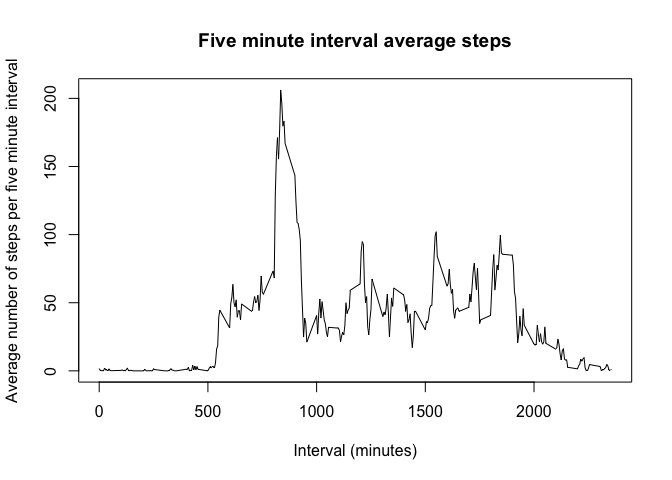 Five minute interval average steps
Average number of steps per five minute interval
200
150
100
50
0
0 500 1000 1500 2000
Interval (minutes)